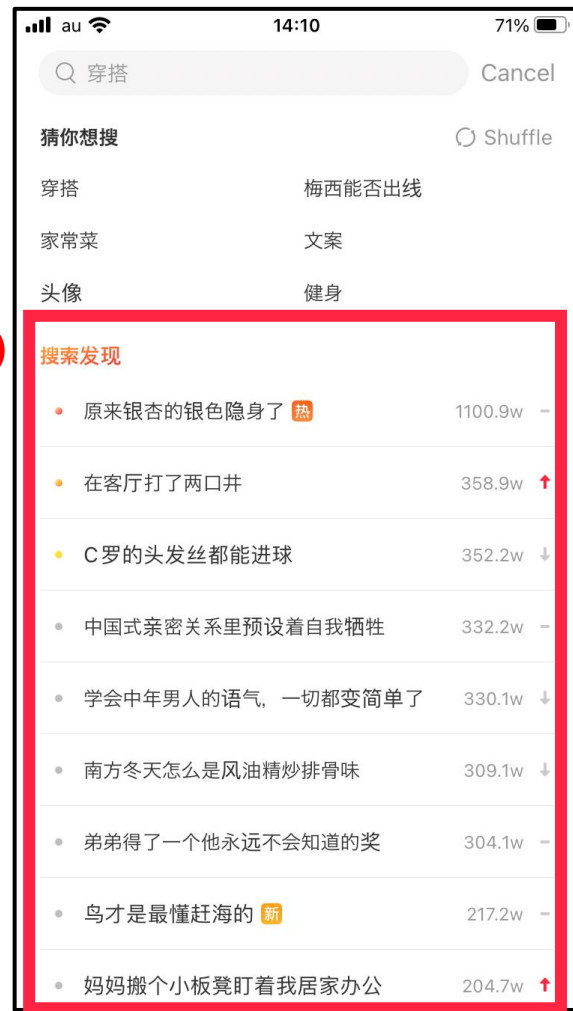 au 14:10 71%
穿搭 Cancel
猜你想搜 Shuffle
穿搭 梅西能否出线
家常菜 文案
头像 健身
搜索发现
原来银杏的银色隐身了 热 1100.9w
在客厅打了两口井 358.9w
C罗的头发丝都能进球 352.2w
中国式亲密关系里预设着自我牺牲 332.2w
学会中年男人的语气，一切都变简单了 330.1w
南方冬天怎么是风油精炒排骨味 309.1w
弟弟得了一个他永远不会知道的奖 304.1w
鸟才是最懂赶海的 新 217.2w
妈妈搬个小板凳盯着我居家办公 204.7w